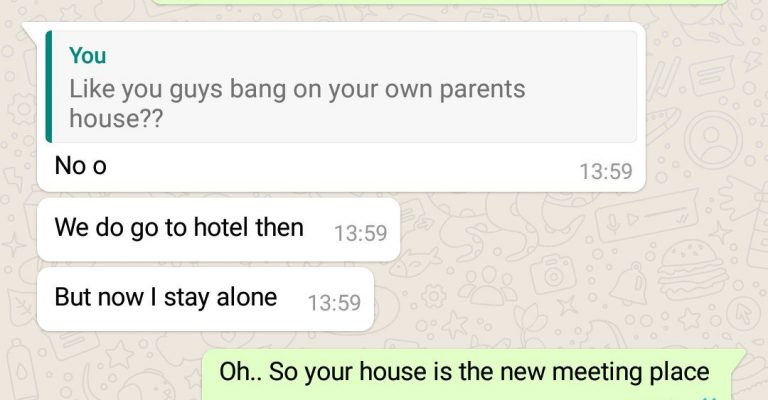 You
Like you guys bang on your own parents
house??
No o
13:59
We do go to hotel then
13:59
But now I stay alone
13:59
Oh.. So your house is the new meeting place